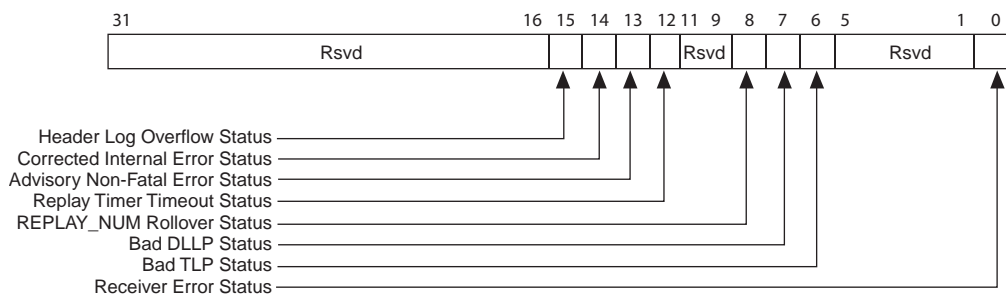 31 16 15 14 13 12 11 9 8 7 6 5 1 0
Rsvd Rsvd Rsvd
Header Log Overflow Status
Corrected Internal Error Status
Advisory Non-Fatal Error Status
Replay Timer Timeout Status
REPLAY_NUM Rollover Status
Bad DLLP Status
Bad TLP Status
Receiver Error Status